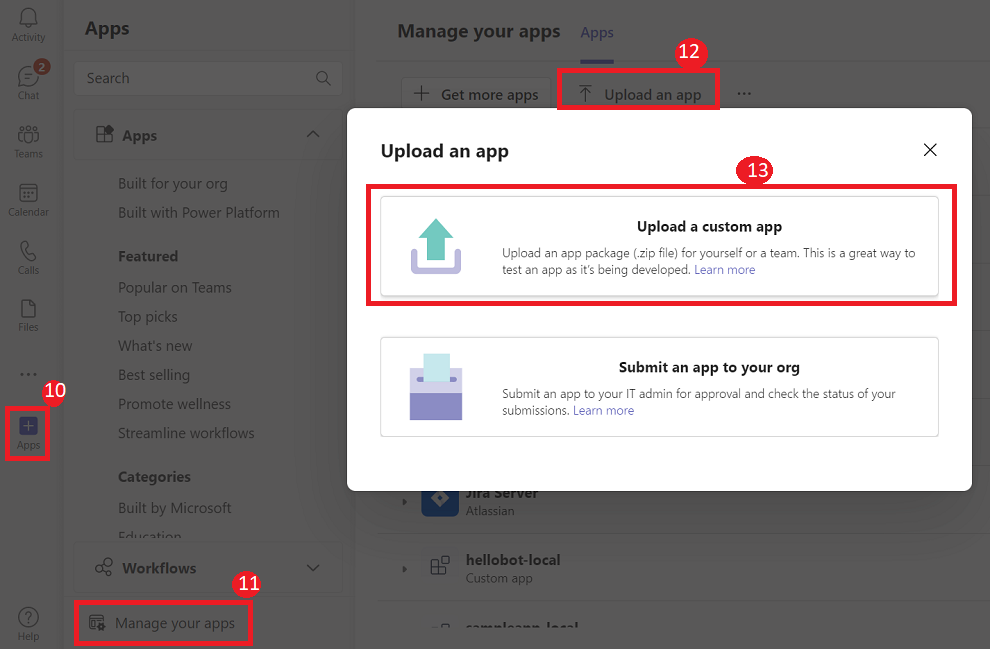 Activity
2
Chat
Teams
Calendar
Calls
Files
10
Apps
Help
Apps
Search
Apps
Built for your org
Built with Power Platform
Featured
Popular on Teams
Top picks
What's new
Best selling
Promote wellness
Streamline workflows
Categories
Built by Microsoft
Education
Workflows
11
Manage your apps
Manage your apps
Apps
12
Get more apps
Upload an app
Upload an app
13
Upload a custom app
Upload an app package (.zip file) for yourself or a team. This is a great way to
test an app as it's being developed. Learn more
Submit an app to your org
Submit an app to your IT admin for approval and check the status of your
submissions. Learn more
Jira Server
Atlassian
hellobot-local
Custom app
sampleapp-local